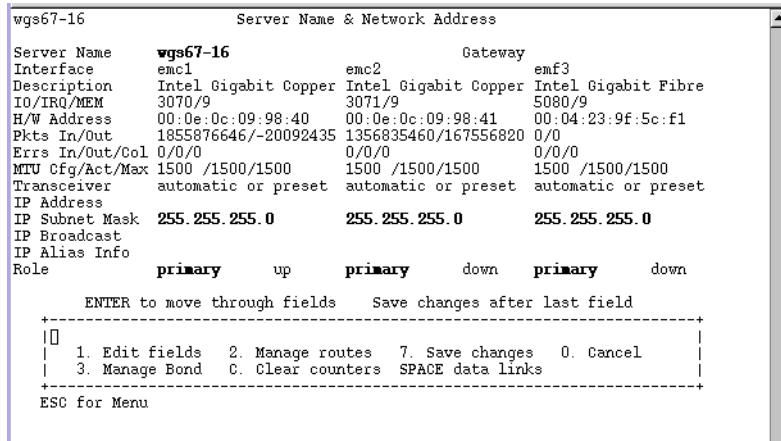 wgs67-16 Server Name & Network Address
Server Name wgs67-16 Gateway
Interface emc1 emc2 emf3
Description Intel Gigabit Copper Intel Gigabit Copper Intel Gigabit Fibre
IO/IRQ/MEM 3070/9 3071/9 5080/9
H/W Address 00:0e:0c:09:98:40 00:0e:0c:09:98:41 00:04:23:9f:5c:f1
Pkts In/Out 1855876646/-20092435 1356835460/167556820 0/0
Errs In/Out/Col 0/0/0 0/0/0 0/0/0
MTU Cfg/Act/Max 1500 /1500/1500 1500 /1500/1500 1500 /1500/1500
Transceiver automatic or preset automatic or preset automatic or preset
IP Address
IP Subnet Mask 255.255.255.0 255.255.255.0 255.255.255.0
IP Broadcast
IP Alias Info
Role primary up primary down primary down
ENTER to move through fields Save changes after last field
1. Edit fields 2. Manage routes 7. Save changes 0. Cancel
3. Manage Bond C. Clear counters SPACE data links
ESC for Menu